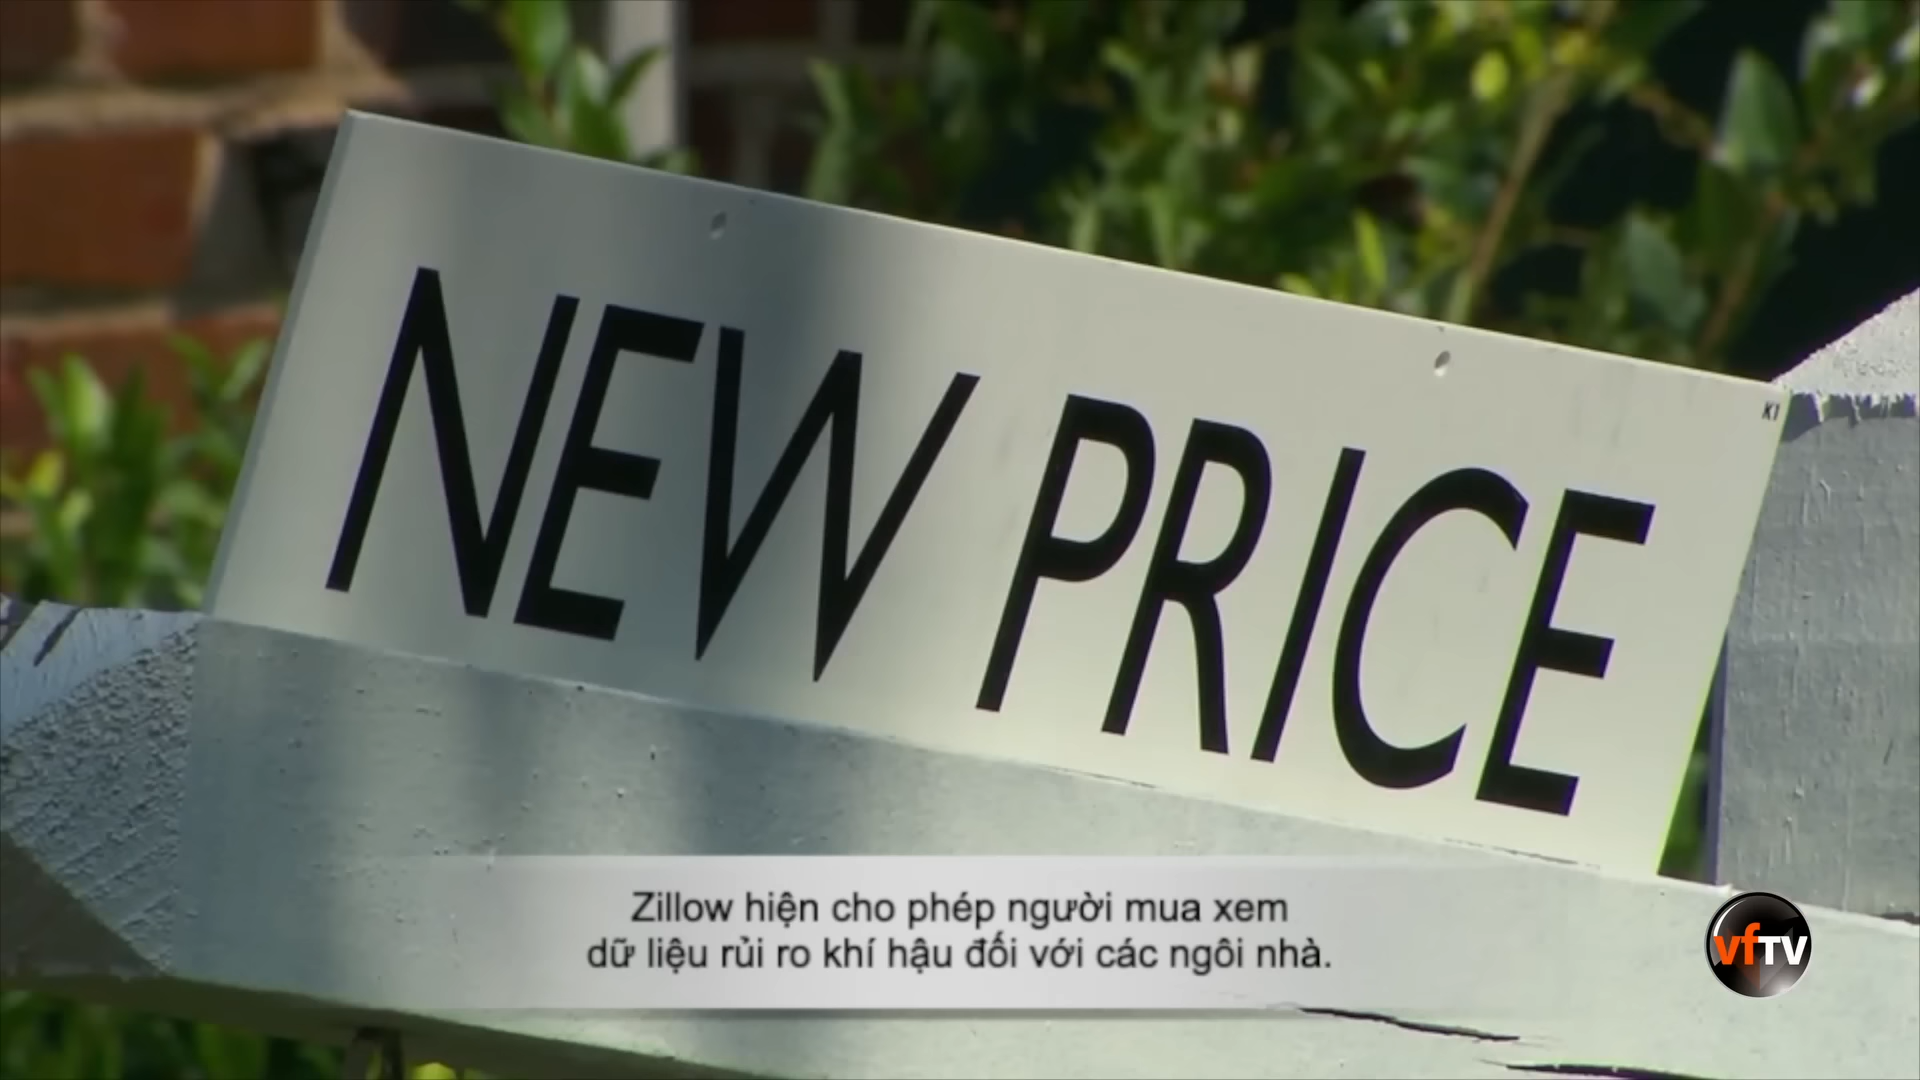 NEW PRICE
KI
Zillow hiện cho phép người mua xem
dữ liệu rủi ro khí hậu đối với các ngôi nhà.
vfTV